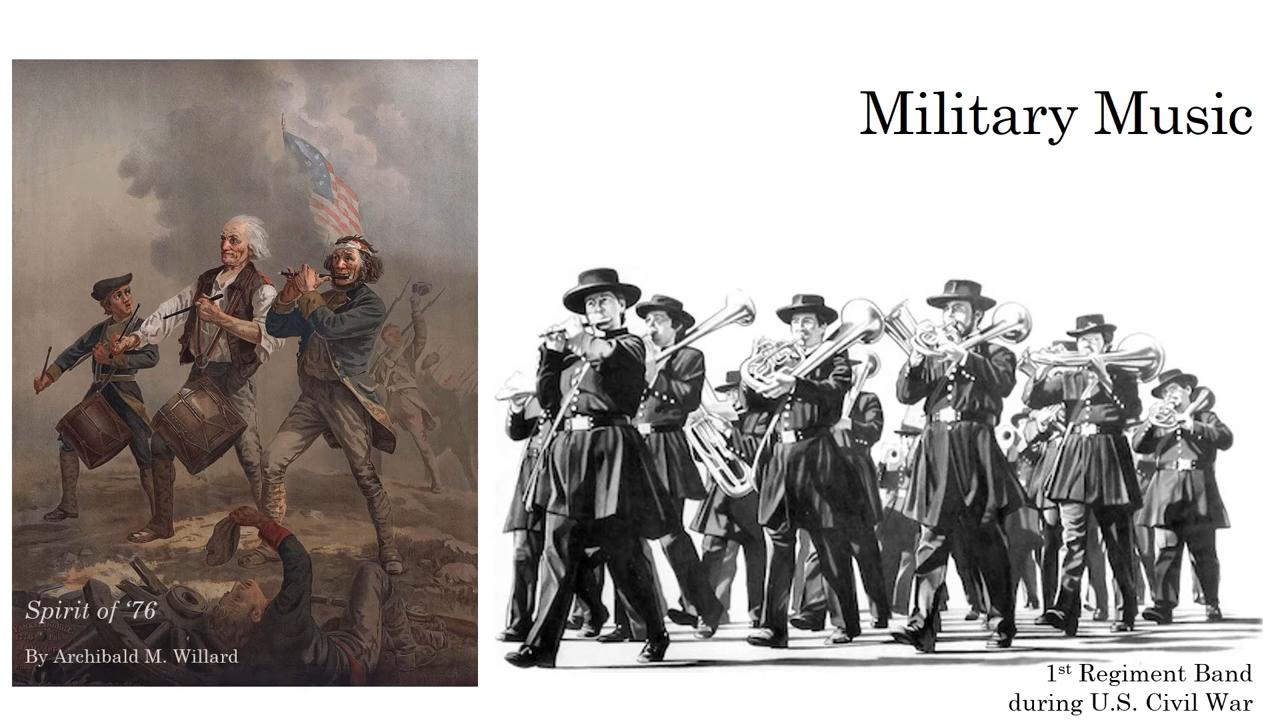 Military Music
Spirit of ‘76
By Archibald M. Willard
1st Regiment Band
during U.S. Civil War